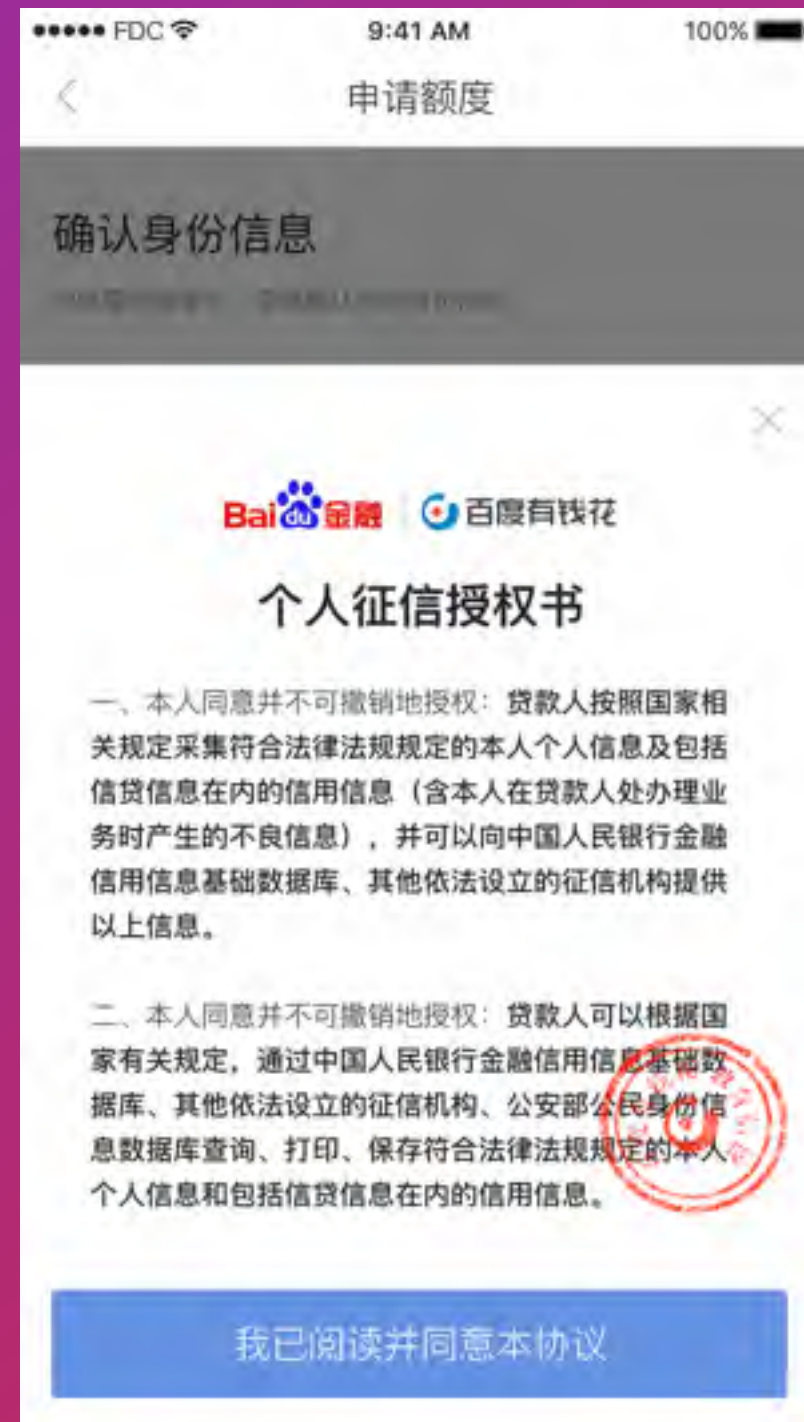 FDC
9:41 AM
100%
申请额度
确认身份信息
Bai du 金融 百度有钱花
个人征信授权书
一、本人同意并不可撤销地授权：贷款人按照国家相
关规定采集符合法律法规规定的本人个人信息及包括
信贷信息在内的信用信息（含本人在贷款人处办理业
务时产生的不良信息），并可以向中国人民银行金融
信用信息基础数据库、其他依法设立的征信机构提供
以上信息。
二、本人同意并不可撤销地授权：贷款人可以根据国
家有关规定，通过中国人民银行金融信用信息基础数
据库、其他依法设立的征信机构、公安部公民身份信
息数据库查询、打印、保存符合法律法规规定的本人
个人信息和包括信贷信息在内的信用信息。
我已阅读并同意本协议